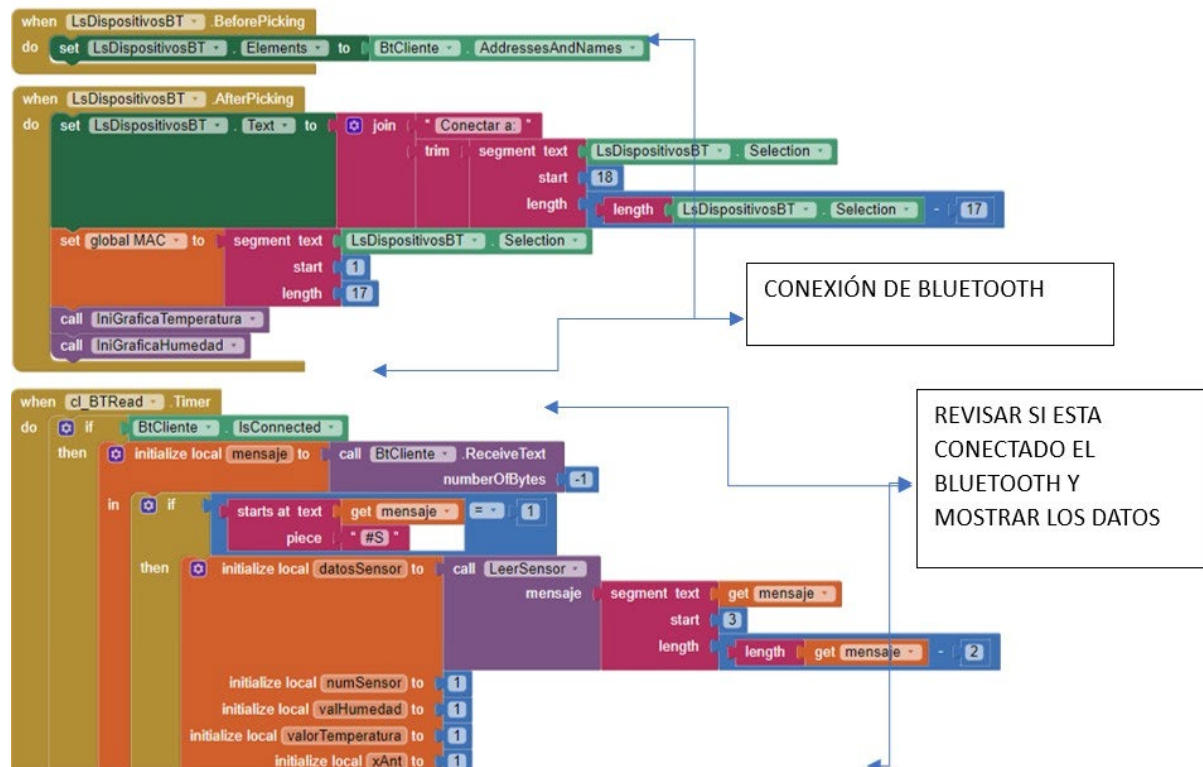 when LsDispositivosBT .BeforePicking
do set LsDispositivosBT . Elements to BtCliente . AddressesAndNames
when LsDispositivosBT .AfterPicking
do set LsDispositivosBT . Text to join " Conectar a: "
trim segment text LsDispositivosBT . Selection
start 18
length length LsDispositivosBT . Selection - 17
set global MAC to segment text LsDispositivosBT . Selection
start 1
length 17
call IniGraficaTemperatura
call IniGraficaHumedad
CONEXIÓN DE BLUETOOTH
when cl_BTRead .Timer
do if BtCliente . IsConnected
then initialize local mensaje to call BtCliente .ReceiveText
numberOfBytes -1
in if starts at text get mensaje = 1
piece " #S "
then initialize local datosSensor to call LeerSensor
mensaje segment text get mensaje
start 3
length length get mensaje - 2
initialize local numSensor to 1
initialize local valHumedad to 1
initialize local valorTemperatura to 1
initialize local xAnt to 1
REVISAR SI ESTA
CONECTADO EL
BLUETOOTH Y
MOSTRAR LOS DATOS